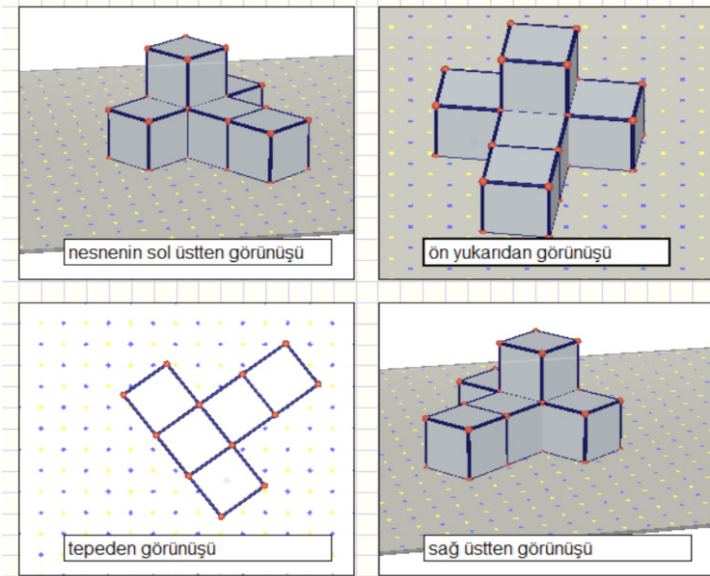 nesnenin sol üstten görünüşü
ön yukarıdan görünüşü
tepeden görünüşü
sağ üstten görünüşü